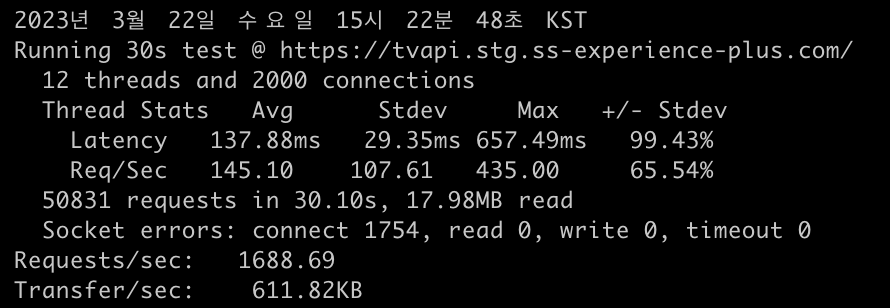 2023년 3월 22일 수요일 15시 22분 48초 KST
Running 30s test @ https://tvapi.stg.ss-experience-plus.com/
  12 threads and 2000 connections
  Thread Stats   Avg      Stdev     Max   +/- Stdev
    Latency   137.88ms   29.35ms 657.49ms   99.43%
    Req/Sec   145.10    107.61   435.00     65.54%
  50831 requests in 30.10s, 17.98MB read
  Socket errors: connect 1754, read 0, write 0, timeout 0
Requests/sec:   1688.69
Transfer/sec:    611.82KB